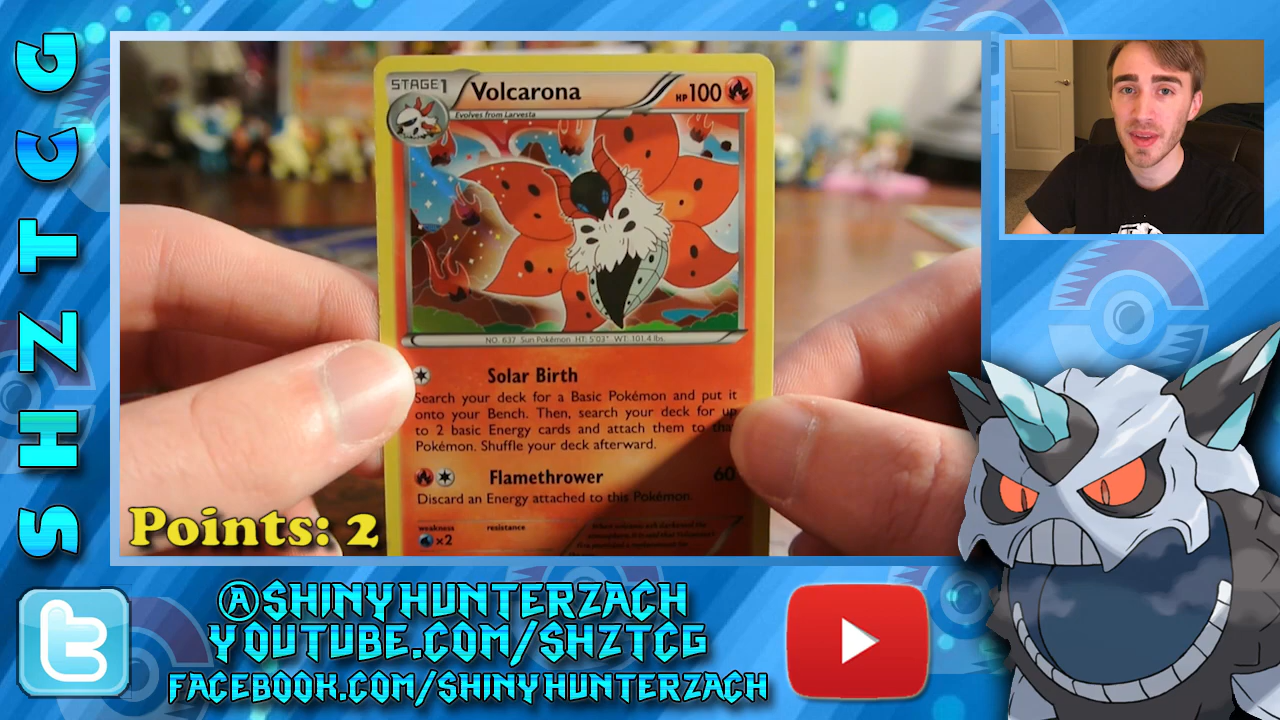 SHZTCG
STAGE1
Volcarona
HP100
Evolves from Larvesta
NO. 637 Sun Pokémon HT: 5'03" WT: 101.4 lbs.
Solar Birth
Search your deck for a Basic Pokémon and put it
onto your Bench. Then, search your deck for up
to 2 basic Energy cards and attach them to that
Pokémon. Shuffle your deck afterward.
Flamethrower 60
Discard an Energy attached to this Pokémon.
weakness resistance
×2
Points: 2
@SHINYHUNTERZACH
YOUTUBE.COM/SHZTCG
FACEBOOK.COM/SHINYHUNTERZACH